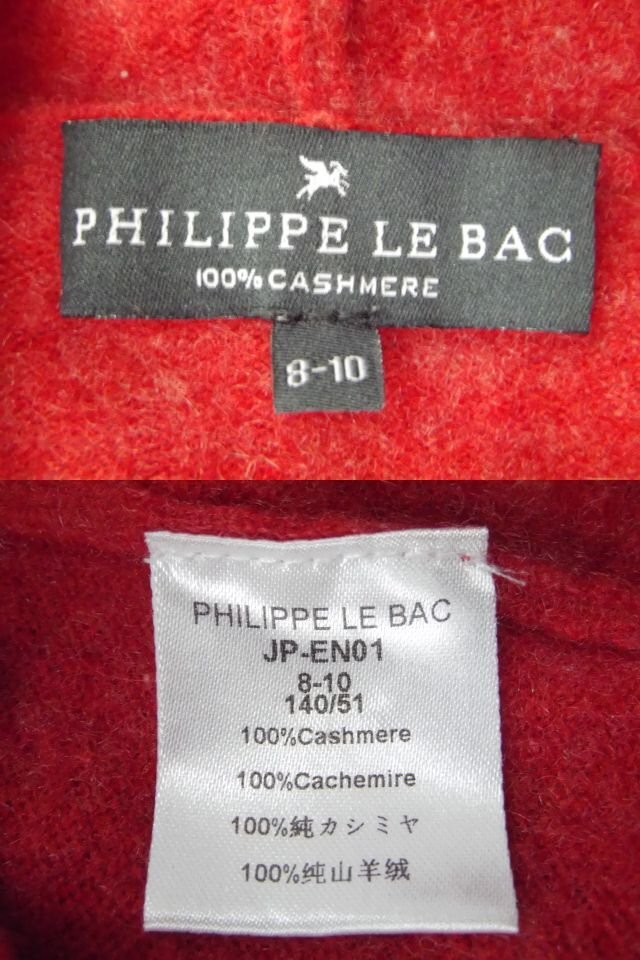 PHILIPPE LE BAC
100% CASHMERE
8-10
PHILIPPE LE BAC
JP-EN01
8-10
140/51
100%Cashmere
100%Cachemire
100%純カシミヤ
100%纯山羊绒